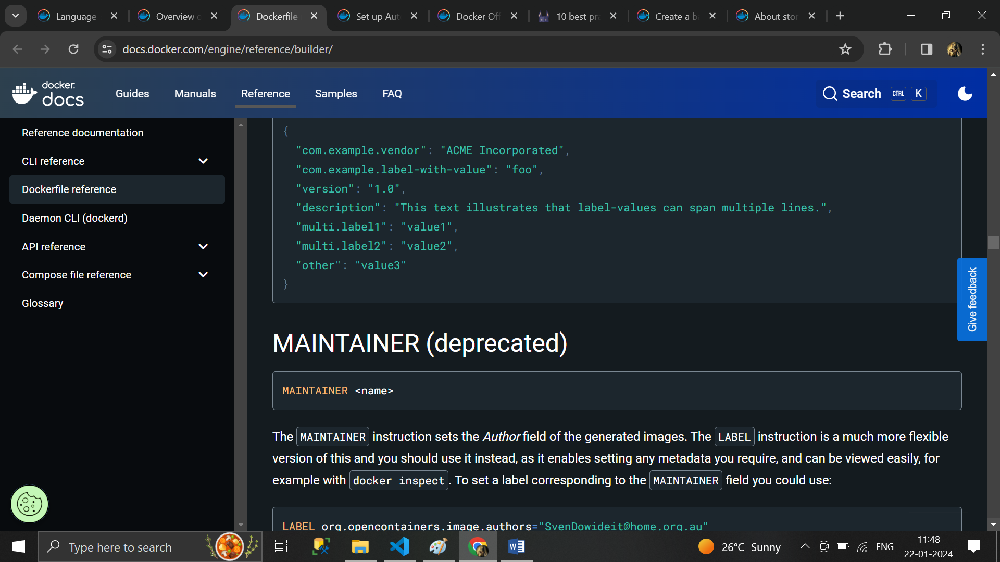 Language-
Overview c
Dockerfile
Set up Aut
Docker Off
10 best pra
Create a ba
About stor
docs.docker.com/engine/reference/builder/
docker
docs
Guides
Manuals
Reference
Samples
FAQ
Search
CTRL
K
Reference documentation
CLI reference
Dockerfile reference
Daemon CLI (dockerd)
API reference
Compose file reference
Glossary
{
"com.example.vendor": "ACME Incorporated",
"com.example.label-with-value": "foo",
"version": "1.0",
"description": "This text illustrates that label-values can span multiple lines.",
"multi.label1": "value1",
"multi.label2": "value2",
"other": "value3"
}
Give feedback
MAINTAINER (deprecated)
MAINTAINER <name>
The MAINTAINER instruction sets the Author field of the generated images. The LABEL instruction is a much more flexible
version of this and you should use it instead, as it enables setting any metadata you require, and can be viewed easily, for
example with docker inspect. To set a label corresponding to the MAINTAINER field you could use:
LABEL org.opencontainers.image.authors="SvenDowideit@home.org.au"
Type here to search
26°C Sunny
ENG
11:48
22-01-2024